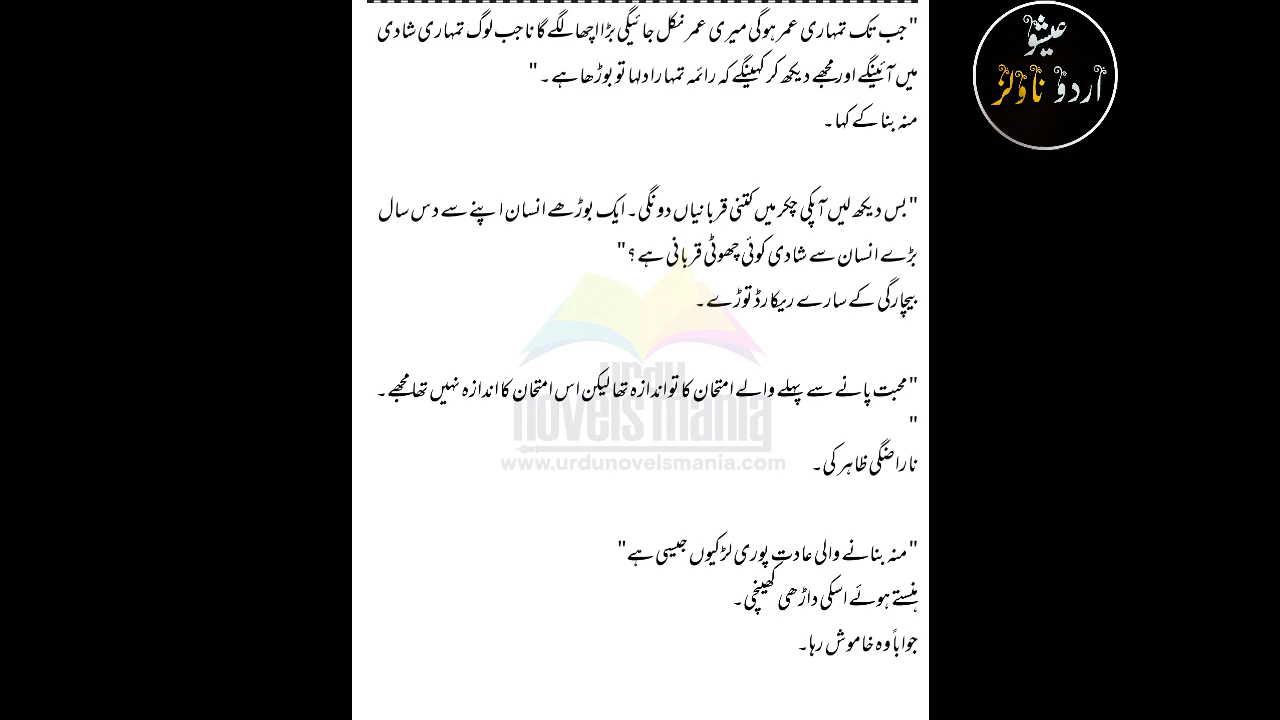 "جب تک تمہاری عمر ہوگی میری عمر نکل جائیگی بڑا اچھا لگے گا نا جب لوگ تمہاری شادی
میں آئینگے اور مجھے دیکھ کر کہینگے کہ رائمہ تمہارا دلہا تو بوڑھا ہے۔"
منہ بنا کے کہا۔
"بس دیکھ لیں آپکی چکر میں کتنی قربانیاں دونگی۔ ایک بوڑھے انسان اپنے سے دس سال
بڑے انسان سے شادی کوئی چھوٹی قربانی ہے؟"
بیچارگی کے سارے ریکارڈ توڑے۔
"محبت پانے سے پہلے والے امتحان کا تو اندازہ تھا لیکن اس امتحان کا اندازہ نہیں تھا مجھے۔
"
ناراضگی ظاہر کی۔
"منہ بنانے والی عادت پوری لڑکیوں جیسی ہے"
ہنستے ہوئے اسکی داڑھی کھینچی۔
جواباً وہ خاموش رہا۔
عیشو
اردو ناولز
urdu
novels mania
www.urdunovelsmania.com